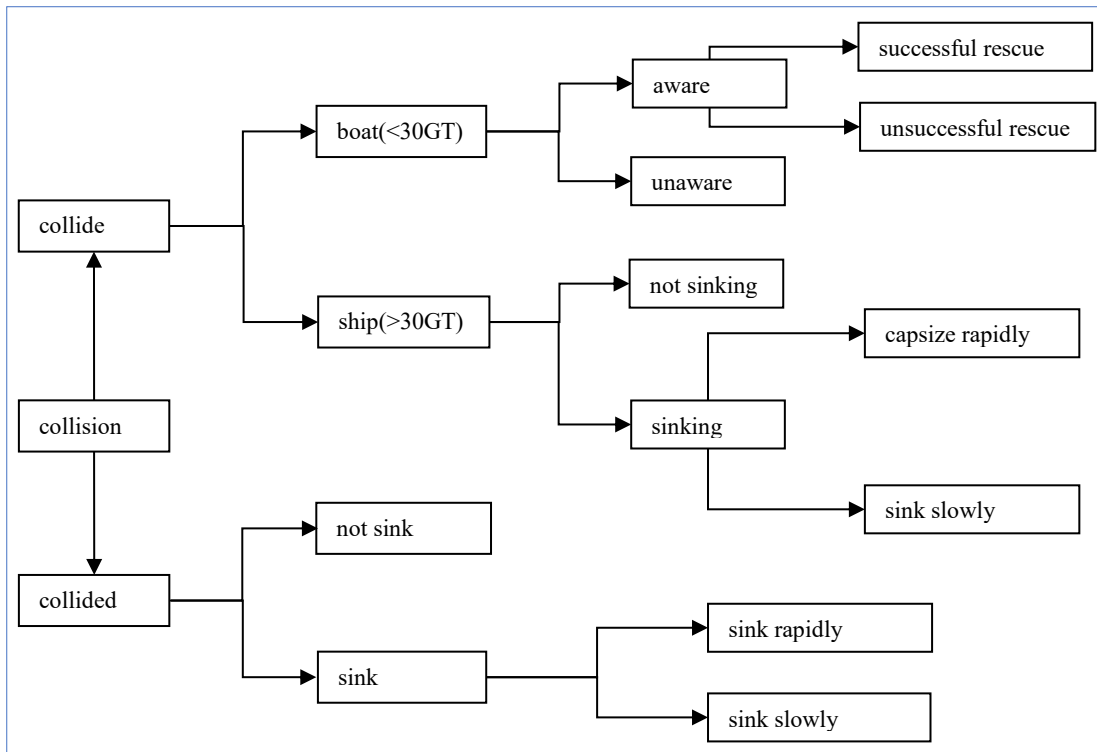 successful rescue
aware
boat(<30GT)
unsuccessful rescue
unaware
collide
not sinking
ship(>30GT)
capsize rapidly
collision
sinking
sink slowly
not sink
collided
sink rapidly
sink
sink slowly